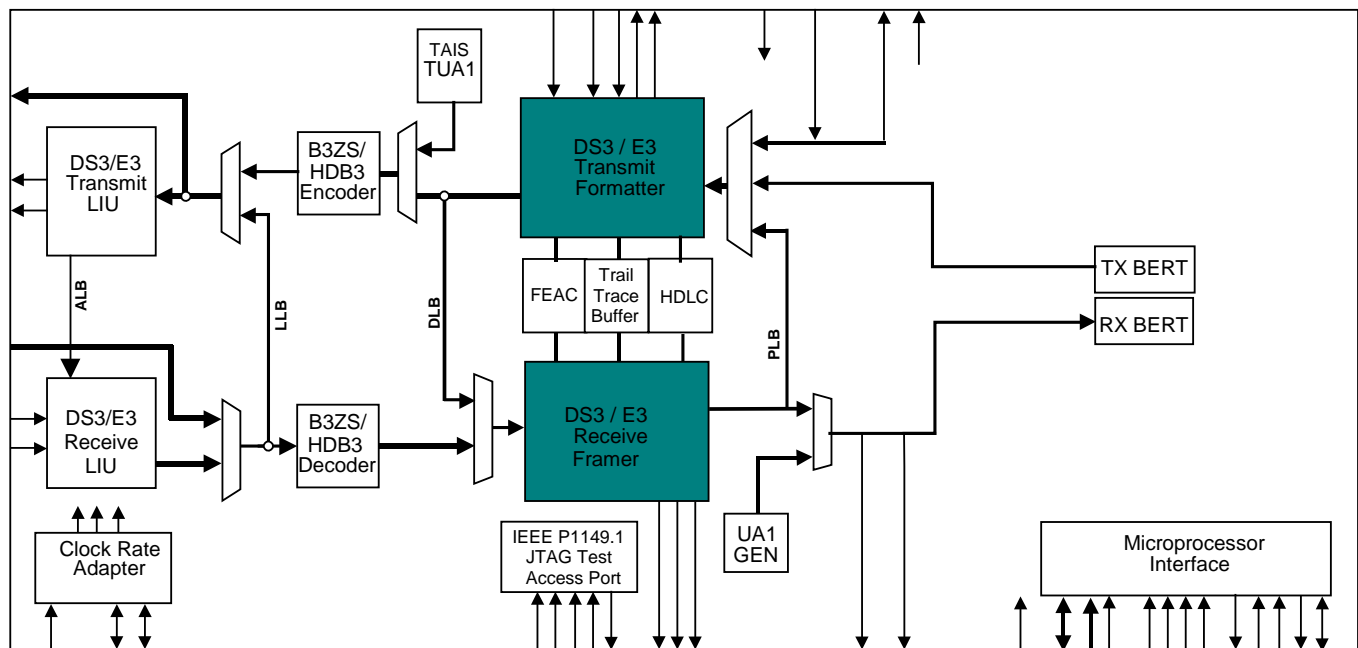 TAIS
TUA1
DS3/E3
Transmit
LIU
B3ZS/
HDB3
Encoder
DS3 / E3
Transmit
Formatter
FEAC
Trail
Trace
Buffer
HDLC
TX BERT
RX BERT
ALB
LLB
DLB
PLB
DS3/E3
Receive
LIU
B3ZS/
HDB3
Decoder
DS3 / E3
Receive
Framer
Clock Rate
Adapter
IEEE P1149.1
JTAG Test
Access Port
UA1
GEN
Microprocessor
Interface